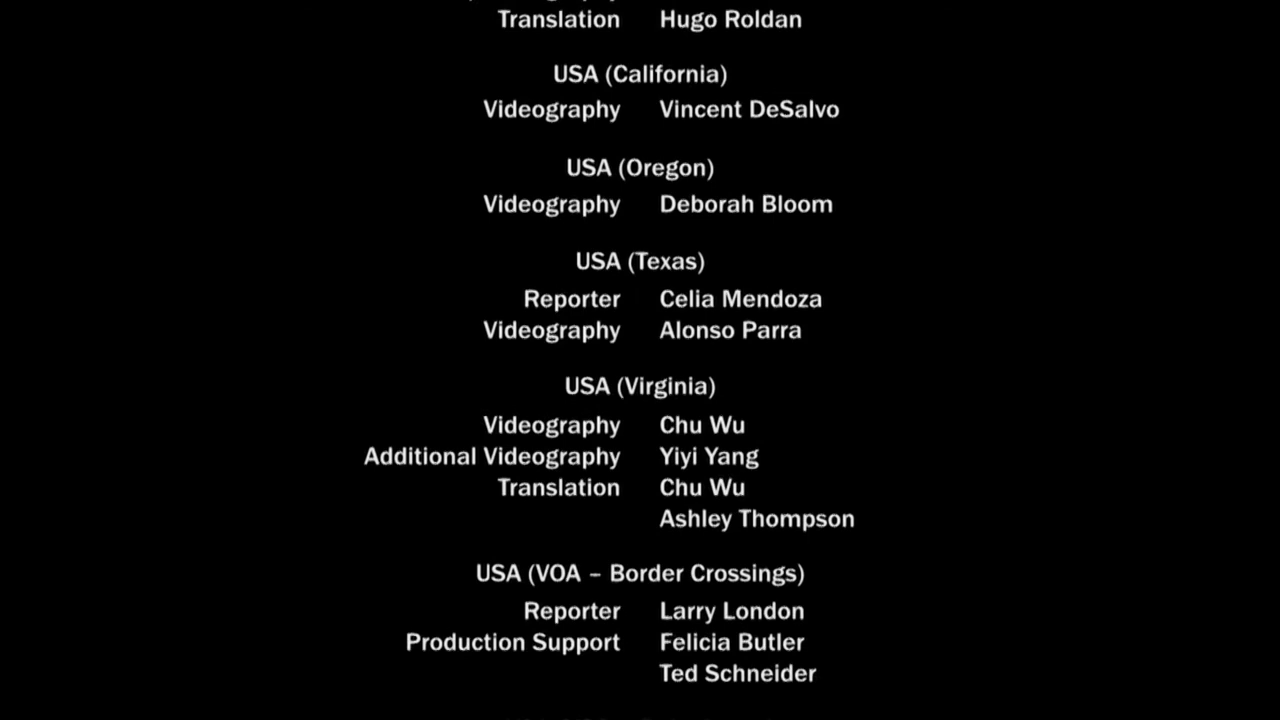 Translation Hugo Roldan
USA (California)
Videography Vincent DeSalvo
USA (Oregon)
Videography Deborah Bloom
USA (Texas)
Reporter Celia Mendoza
Videography Alonso Parra
USA (Virginia)
Videography Chu Wu
Additional Videography Yiyi Yang
Translation Chu Wu
Ashley Thompson
USA (VOA – Border Crossings)
Reporter Larry London
Production Support Felicia Butler
Ted Schneider